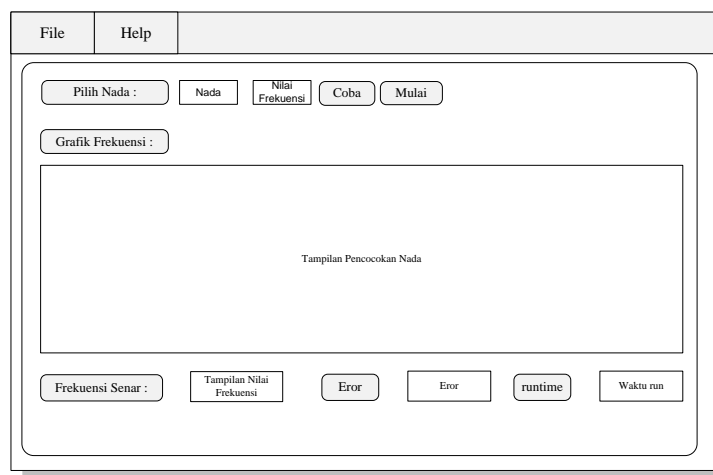 File Help
Pilih Nada : Nada Nilai Frekuensi Coba Mulai
Grafik Frekuensi :
Tampilan Pencocokan Nada
Frekuensi Senar : Tampilan Nilai Frekuensi Eror Eror runtime Waktu run